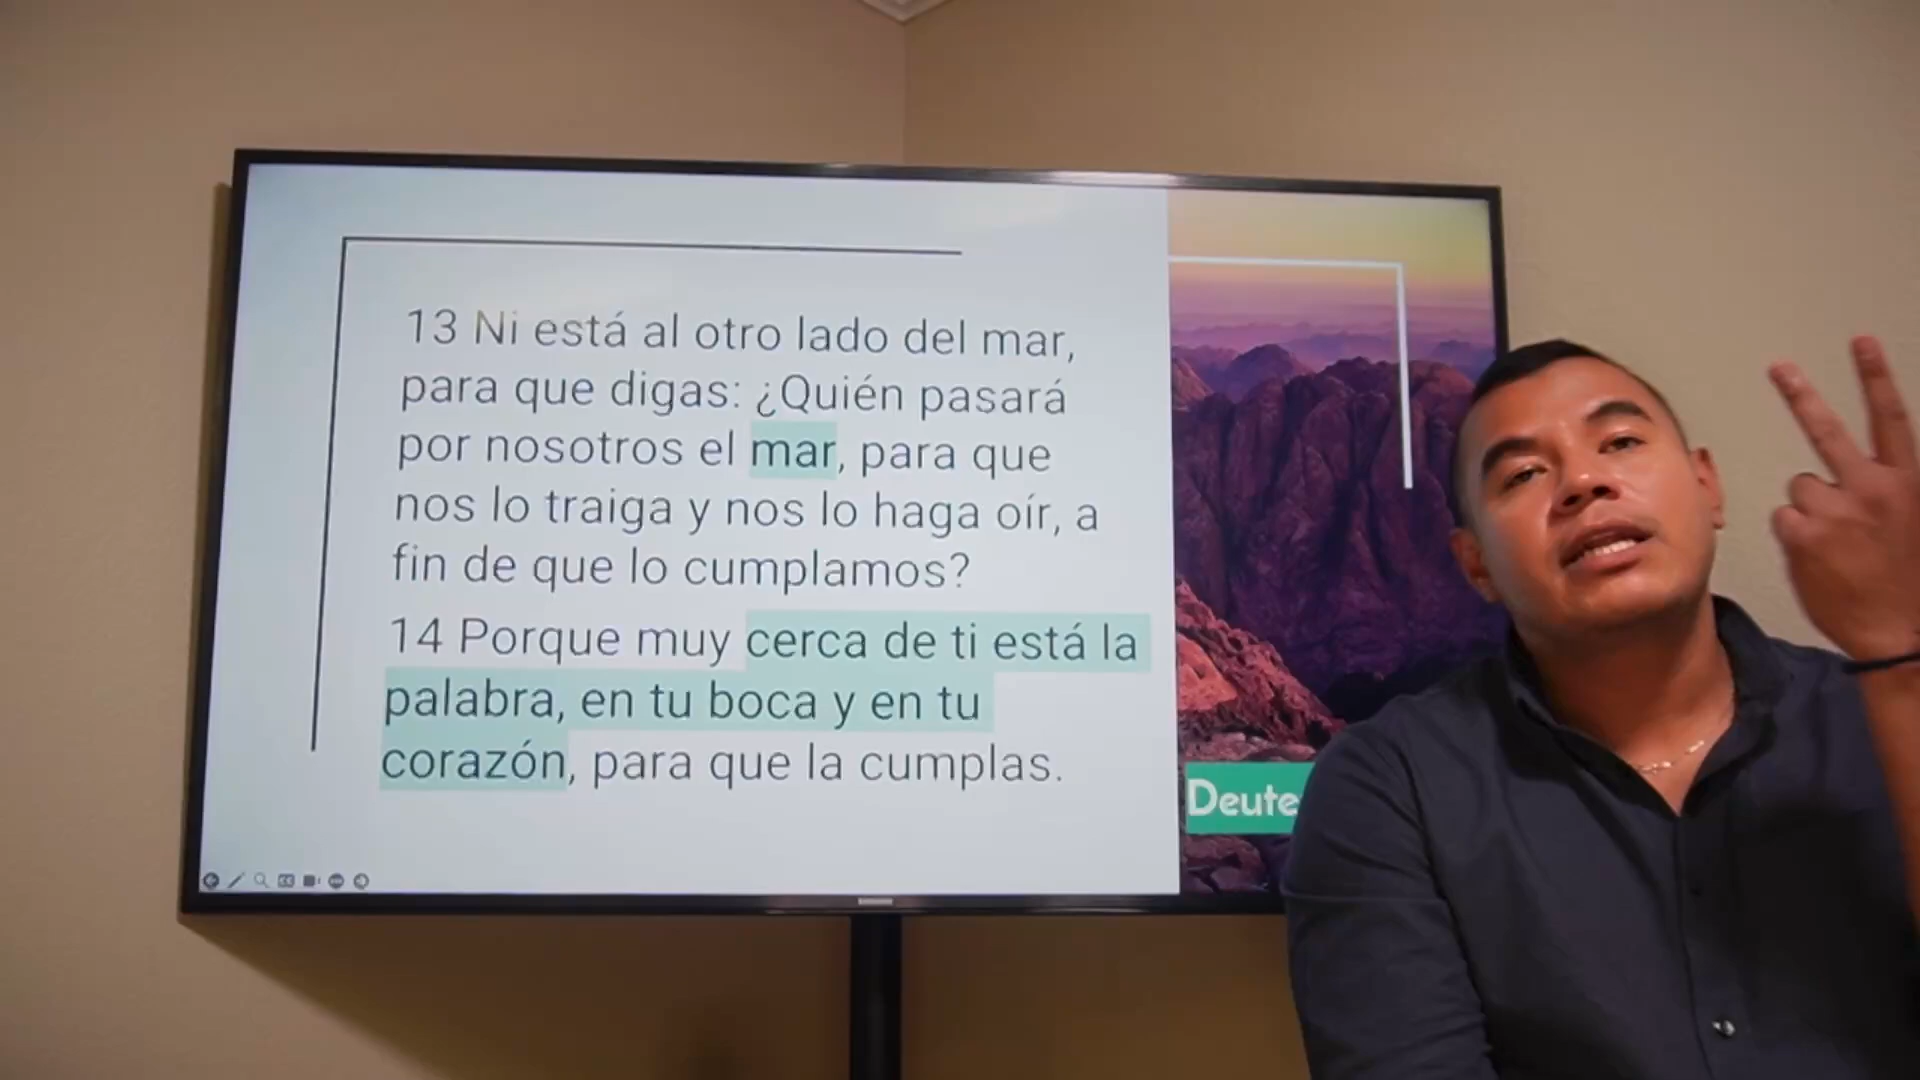 13 Ni está al otro lado del mar,
para que digas: ¿Quién pasará
por nosotros el mar, para que
nos lo traiga y nos lo haga oír, a
fin de que lo cumplamos?
14 Porque muy cerca de ti está la
palabra, en tu boca y en tu
corazón, para que la cumplas.
Deute